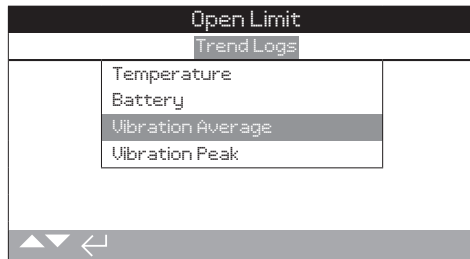 Open Limit
Trend Logs
Temperature
Battery
Vibration Average
Vibration Peak